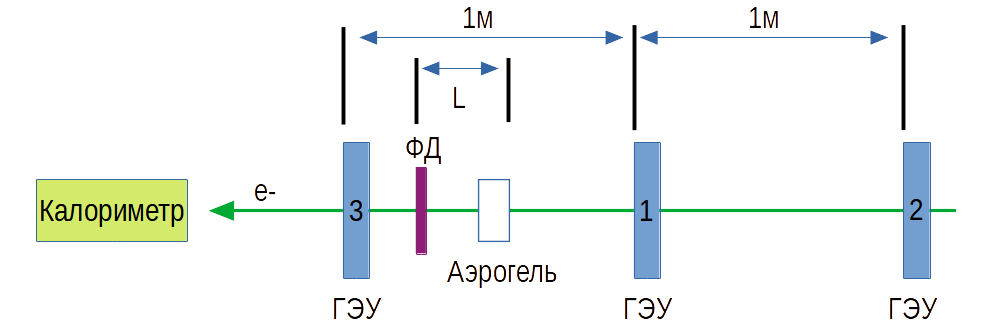 1м
1м
L
ФД
e-
Калориметр
3
1
2
Аэрогель
ГЭУ
ГЭУ
ГЭУ